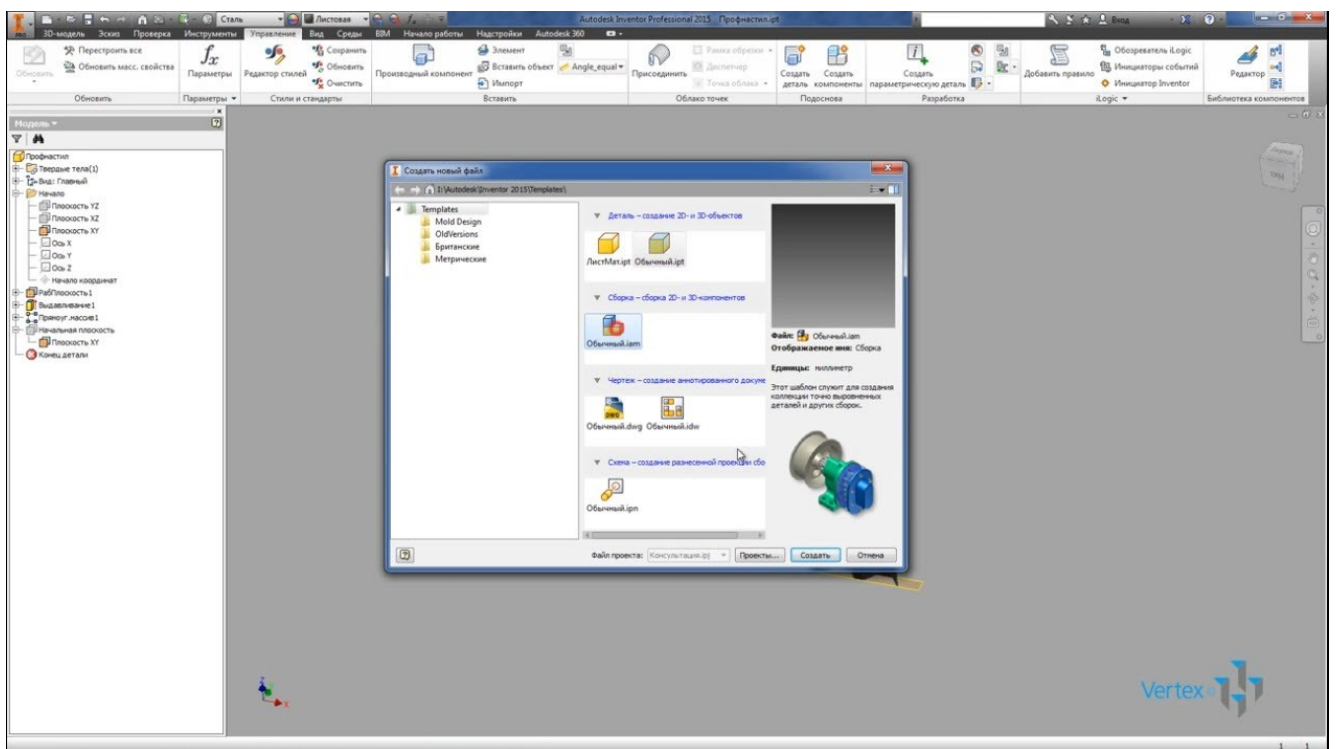 Сталь
Листовая
Autodesk Inventor Professional 2015 Профнастил.ipt
Вход
PRO
3D-модель Эскиз Проверка Инструменты Управление Вид Среды BIM Начало работы Надстройки Autodesk 360
Перестроить все
Обновить масс. свойства
Обновить
Параметры
Редактор стилей
Сохранить
Обновить
Очистить
Производный компонент
Элемент
Вставить объект
Импорт
Angle_equal
Присоединить
Рамка обрезки
Диспетчер
Точка облака
Создать деталь
Создать компоненты
Создать параметрическую деталь
Добавить правило
Обозреватель iLogic
Инициаторы событий
Инициатор Inventor
Редактор
Обновить
Параметры
Стили и стандарты
Вставить
Облако точек
Подоснова
Разработка
iLogic
Библиотека компонентов
Модель
Профнастил
Твердые тела(1)
Вид: Главный
Начало
Плоскость YZ
Плоскость XZ
Плоскость XY
Ось X
Ось Y
Ось Z
Начало координат
РабПлоскость1
Выдавливание1
Прямоуг.массив1
Начальная плоскость
Плоскость XY
Конец детали
Создать новый файл
I:\Autodesk\Inventor 2015\Templates\
Templates
Mold Design
OldVersions
Британские
Метрические
Деталь – создание 2D- и 3D-объектов
ЛистМат.ipt Обычный.ipt
Сборка – сборка 2D- и 3D-компонентов
Обычный.iam
Чертеж – создание аннотированного докуме
Обычный.dwg Обычный.idw
Схема – создание разнесенной проекции сбо
Обычный.ipn
Файл: Обычный.iam
Отображаемое имя: Сборка
Единицы: миллиметр
Этот шаблон служит для создания
коллекции точно выровненных
деталей и других сборок.
Файл проекта: Консультация.ipj
Проекты...
Создать
Отмена
Z
X
Vertex
1 1